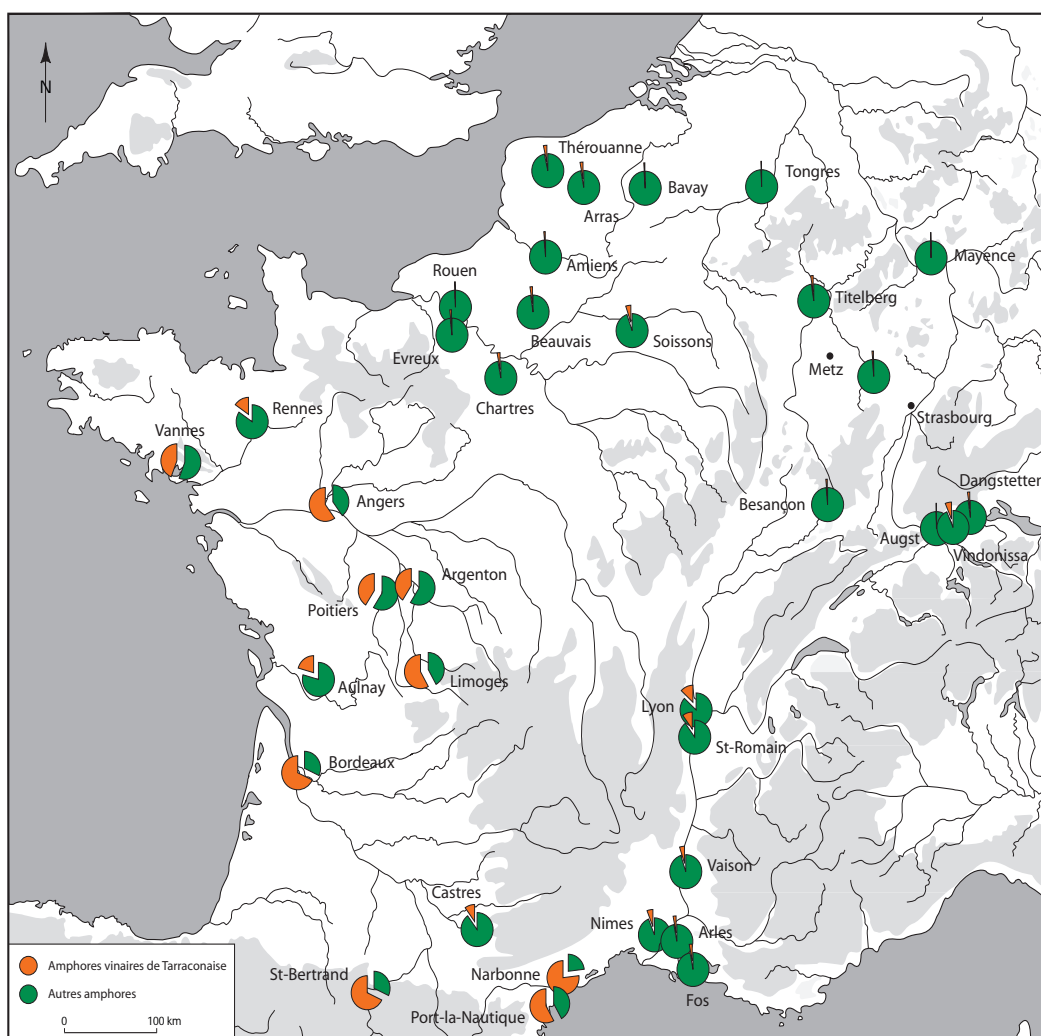 N
Thérouanne
Arras
Bavay
Tongres
Amiens
Mayence
Rouen
Titelberg
Evreux
Beauvais
Soissons
Metz
Chartres
Strasbourg
Rennes
Vannes
Angers
Besançon
Dangstetten
Augst
Vindonissa
Argenton
Poitiers
Aulnay
Limoges
Lyon
St-Romain
Bordeaux
Vaison
Castres
Nimes
Arles
Fos
St-Bertrand
Narbonne
Port-la-Nautique
Amphores vinaires de Tarraconaise
Autres amphores
0 100 km